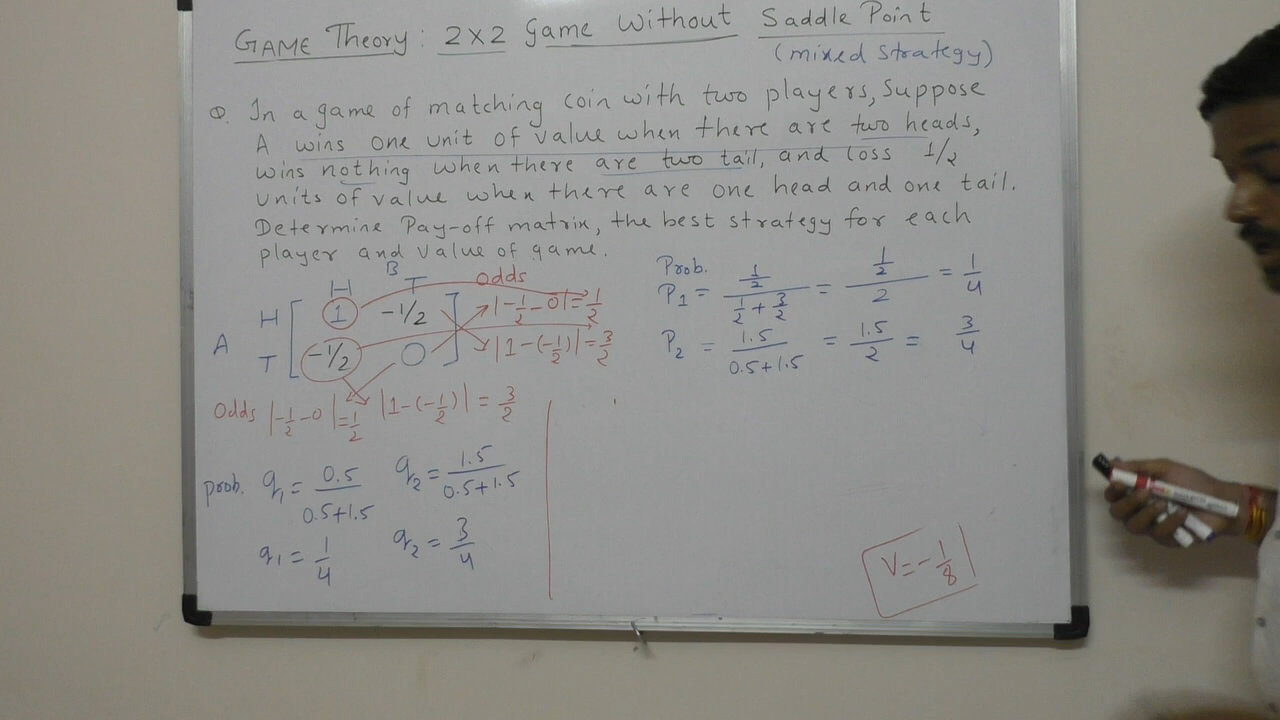 GAME Theory: 2x2 Game Without Saddle Point
(mixed strategy)
Q. In a game of matching coin with two players, Suppose
A wins one unit of value when there are two heads,
wins nothing when there are two tail, and loss 1/2
units of value when there are one head and one tail.
Determine Pay-off matrix, the best strategy for each
player and Value of game.
B
H T Odds
H [ 1 -1/2 ] |-1/2-0|=1/2
A
T [ -1/2 0 ] |1-(-1/2)|=3/2
Odds |-1/2-0|=1/2 |1-(-1/2)|=3/2
prob. q1 = 0.5/(0.5+1.5) q2 = 1.5/(0.5+1.5)
q1 = 1/4 q2 = 3/4
Prob.
P1 = (1/2)/(1/2+3/2) = (1/2)/2 = 1/4
P2 = 1.5/(0.5+1.5) = 1.5/2 = 3/4
V=-1/8